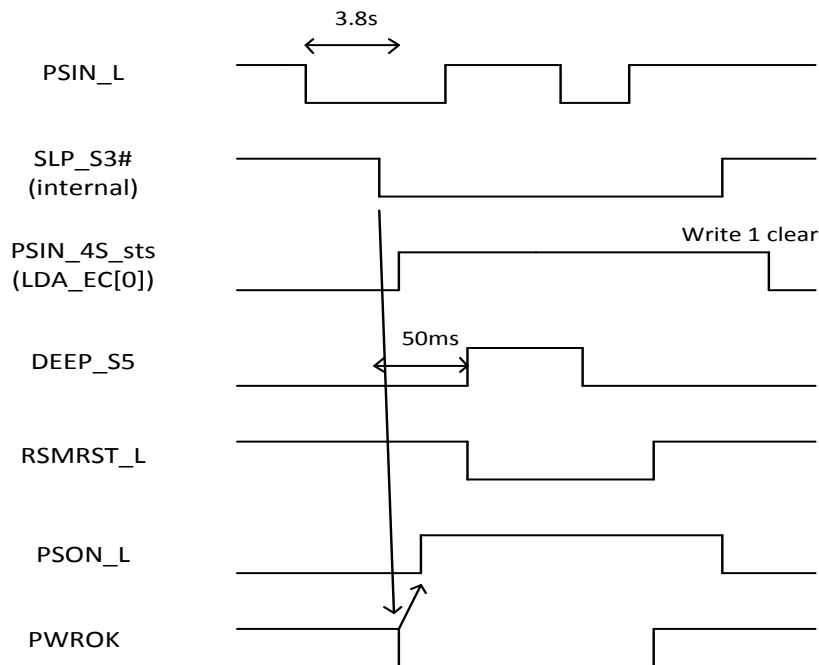 3.8s
PSIN_L
SLP_S3#
(internal)
PSIN_4S_sts
(LDA_EC[0])
Write 1 clear
50ms
DEEP_S5
RSMRST_L
PSON_L
PWROK